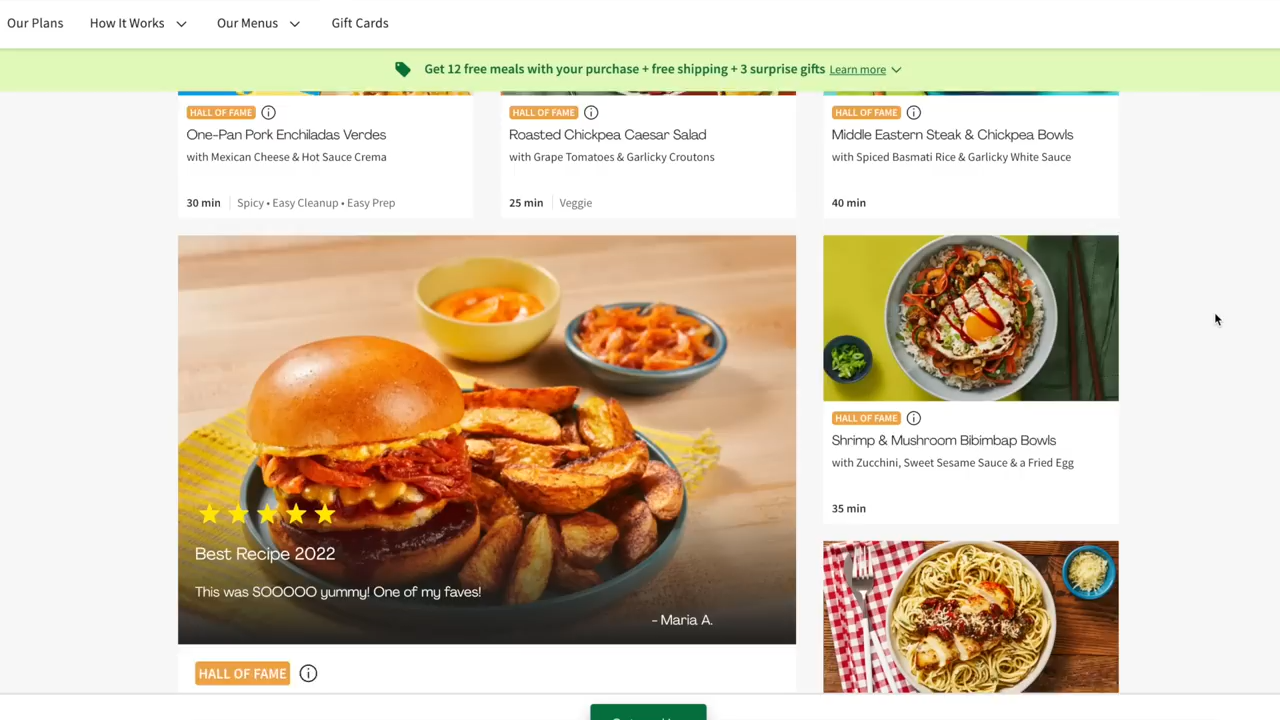 Our Plans
How It Works
Our Menus
Gift Cards
Get 12 free meals with your purchase + free shipping + 3 surprise gifts Learn more
HALL OF FAME
One-Pan Pork Enchiladas Verdes
with Mexican Cheese & Hot Sauce Crema
30 min
Spicy • Easy Cleanup • Easy Prep
HALL OF FAME
Roasted Chickpea Caesar Salad
with Grape Tomatoes & Garlicky Croutons
25 min
Veggie
HALL OF FAME
Middle Eastern Steak & Chickpea Bowls
with Spiced Basmati Rice & Garlicky White Sauce
40 min
Best Recipe 2022
This was SOOOOO yummy! One of my faves!
- Maria A.
HALL OF FAME
HALL OF FAME
Shrimp & Mushroom Bibimbap Bowls
with Zucchini, Sweet Sesame Sauce & a Fried Egg
35 min